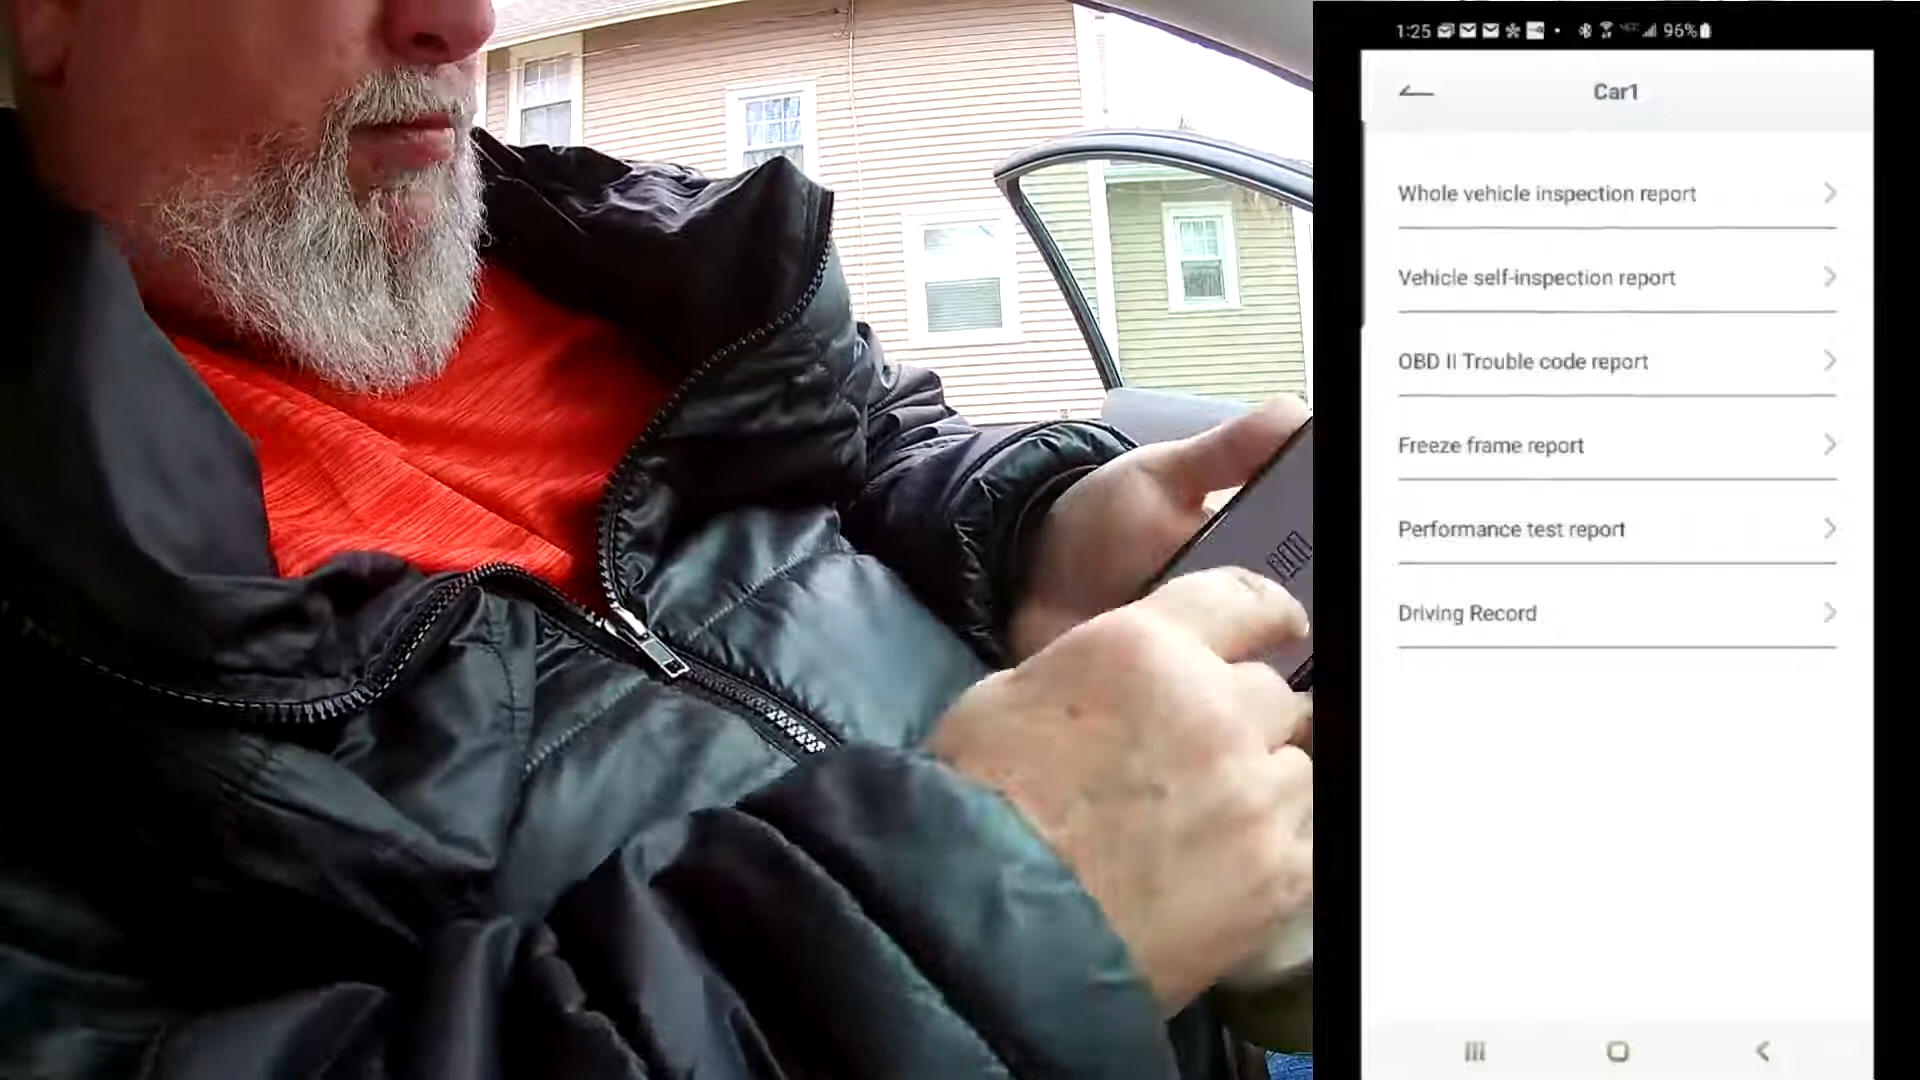 1:25 96%
Car1
Whole vehicle inspection report
Vehicle self-inspection report
OBD II Trouble code report
Freeze frame report
Performance test report
Driving Record